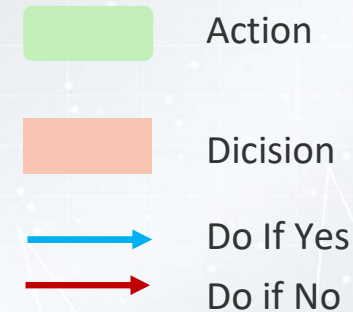 Action
Dicision
Do If Yes
Do if No